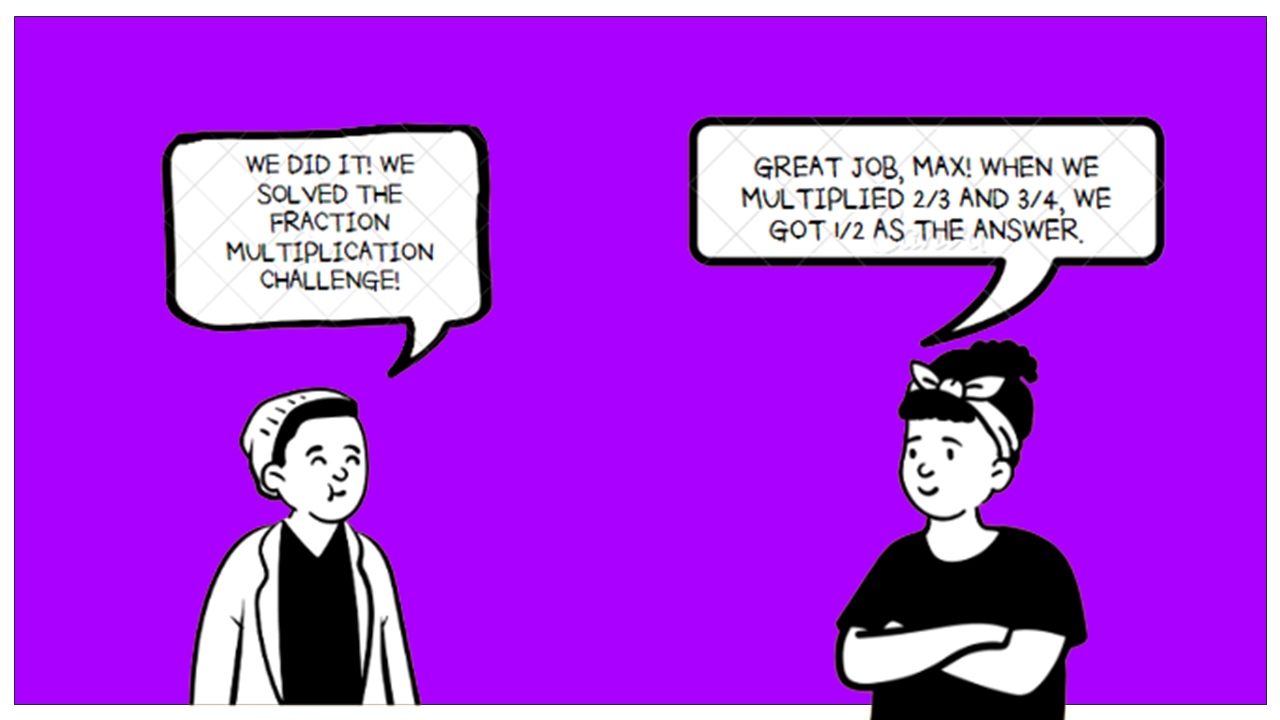 WE DID IT! WE
SOLVED THE
FRACTION
MULTIPLICATION
CHALLENGE!
GREAT JOB, MAX! WHEN WE
MULTIPLIED 2/3 AND 3/4, WE
GOT 1/2 AS THE ANSWER.